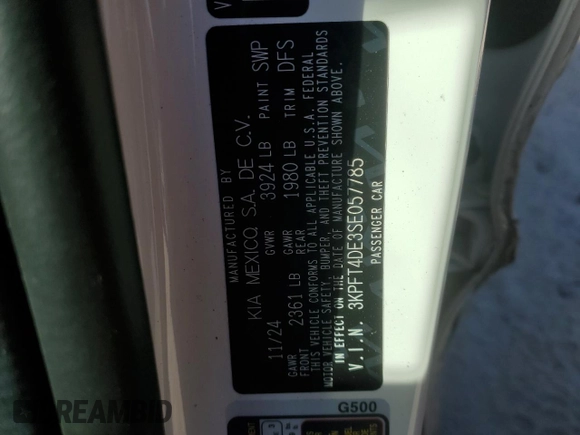 MANUFACTURED BY
KIA MEXICO, S.A. DE C.V.
11/24 GVWR 3924 LB PAINT SWP
GAWR FRONT 2361 LB GAWR REAR 1980 LB TRIM DFS
THIS VEHICLE CONFORMS TO ALL APPLICABLE U.S.A. FEDERAL
MOTOR VEHICLE SAFETY, BUMPER, AND THEFT PREVENTION STANDARDS
IN EFFECT ON THE DATE OF MANUFACTURE SHOWN ABOVE.
V.I.N. 3KPFT4DE3SE057785
PASSENGER CAR
G500
DREAMBID